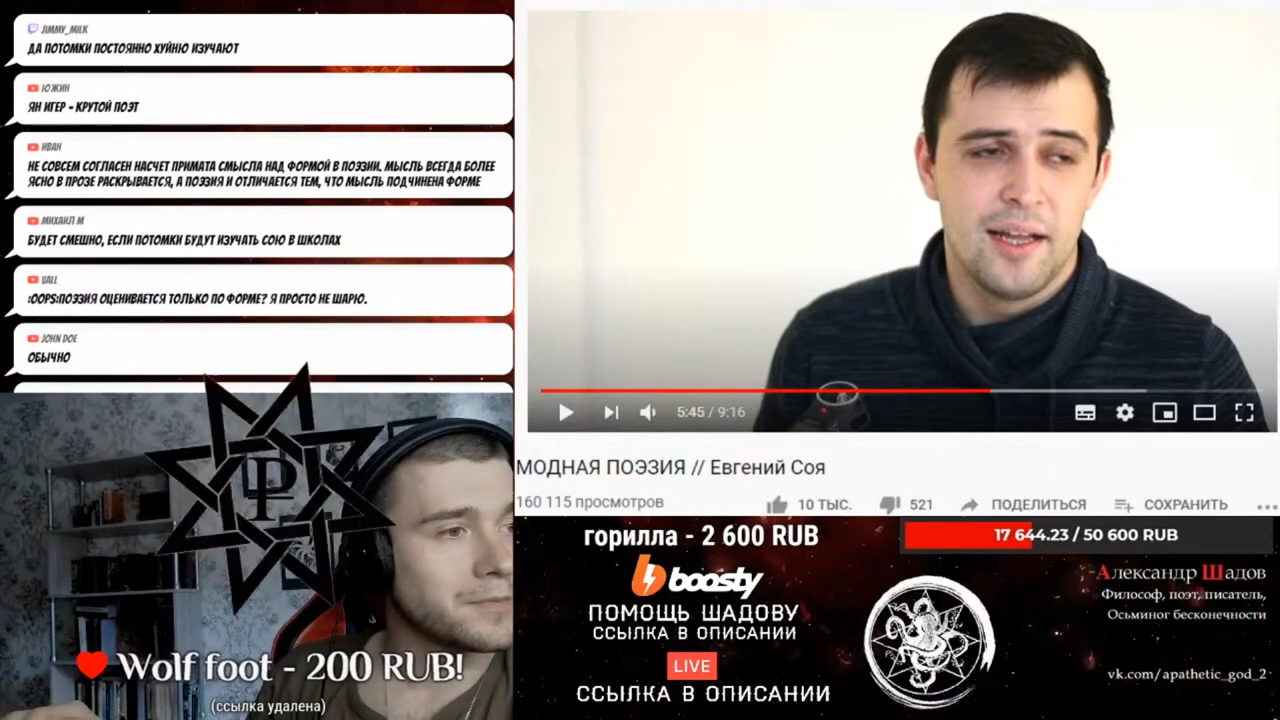 JIMMY_MILK
ДА ПОТОМКИ ПОСТОЯННО ХУЙНЮ ИЗУЧАЮТ
ЮЖИН
ЯН ИГЕР - КРУТОЙ ПОЭТ
ИВАН
НЕ СОВСЕМ СОГЛАСЕН НАСЧЕТ ПРИМАТА СМЫСЛА НАД ФОРМОЙ В ПОЭЗИИ. МЫСЛЬ ВСЕГДА БОЛЕЕ
ЯСНО В ПРОЗЕ РАСКРЫВАЕТСЯ, А ПОЭЗИЯ И ОТЛИЧАЕТСЯ ТЕМ, ЧТО МЫСЛЬ ПОДЧИНЕНА ФОРМЕ
МИХАИЛ М
БУДЕТ СМЕШНО, ЕСЛИ ПОТОМКИ БУДУТ ИЗУЧАТЬ СОЮ В ШКОЛАХ
VALL
:OOPS:ПОЭЗИЯ ОЦЕНИВАЕТСЯ ТОЛЬКО ПО ФОРМЕ? Я ПРОСТО НЕ ШАРЮ.
JOHN DOE
ОБЫЧНО
P
Wolf foot - 200 RUB!
(ссылка удалена)
5:45 / 9:16
МОДНАЯ ПОЭЗИЯ // Евгений Соя
160 115 просмотров
10 ТЫС.
521
ПОДЕЛИТЬСЯ
СОХРАНИТЬ
горилла - 2 600 RUB
boosty
ПОМОЩЬ ШАДОВУ
ССЫЛКА В ОПИСАНИИ
LIVE
ССЫЛКА В ОПИСАНИИ
17 644.23 / 50 600 RUB
Александр Шадов
Философ, поэт, писатель,
Осьминог бесконечности
vk.com/apathetic_god_2